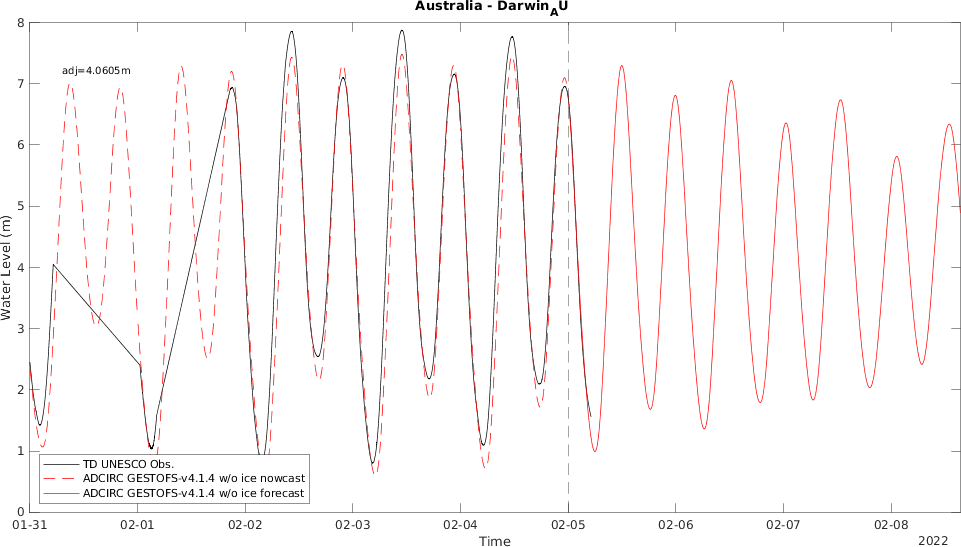 Australia - Darwin_AU
8
adj=4.0605m
7
6
5
4
3
2
1
0
Water Level (m)
TD UNESCO Obs.
ADCIRC GESTOFS-v4.1.4 w/o ice nowcast
ADCIRC GESTOFS-v4.1.4 w/o ice forecast
01-31 02-01 02-02 02-03 02-04 02-05 02-06 02-07 02-08
Time
2022